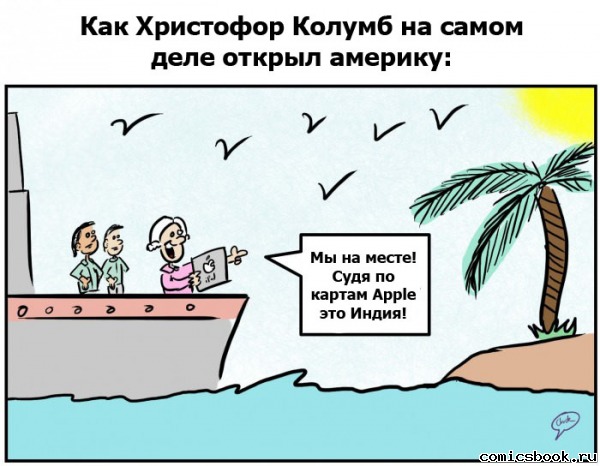 Как Христофор Колумб на самом
деле открыл америку:
Мы на месте!
Судя по
картам Apple
это Индия!
comicsbook.ru